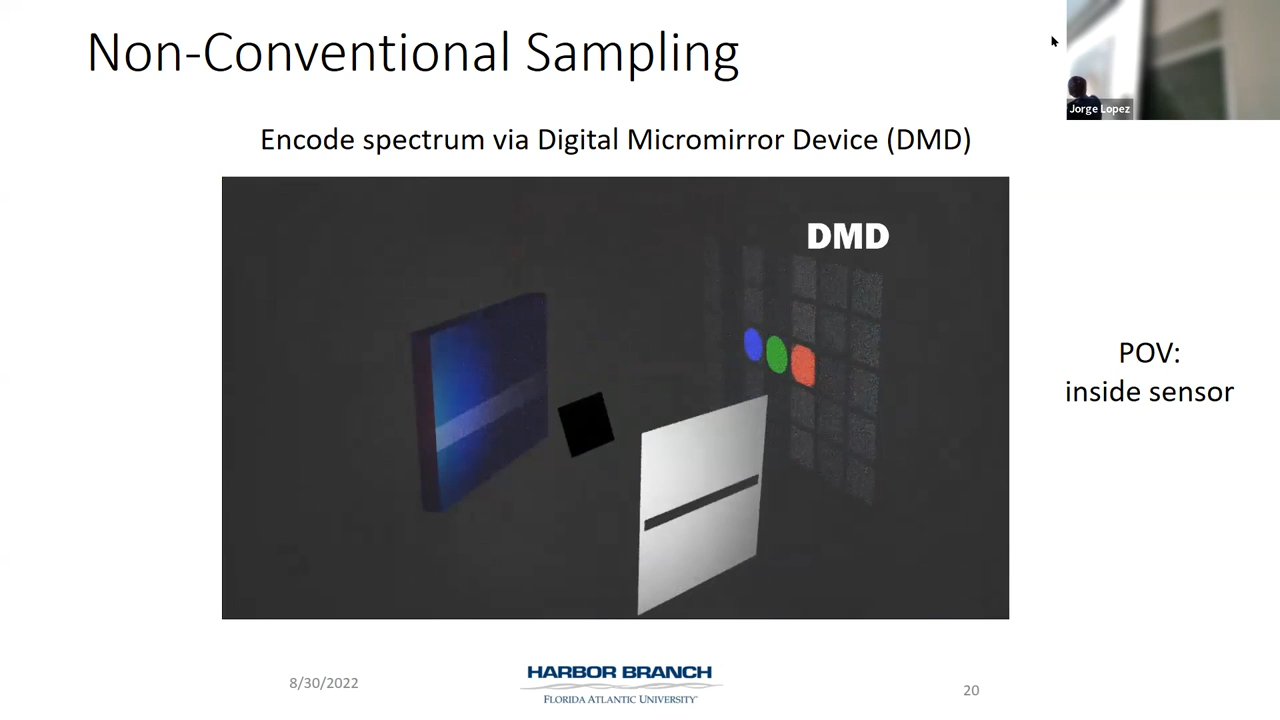 Non-Conventional Sampling
Jorge Lopez
Encode spectrum via Digital Micromirror Device (DMD)
DMD
POV:
inside sensor
8/30/2022
HARBOR BRANCH
FLORIDA ATLANTIC UNIVERSITY
20